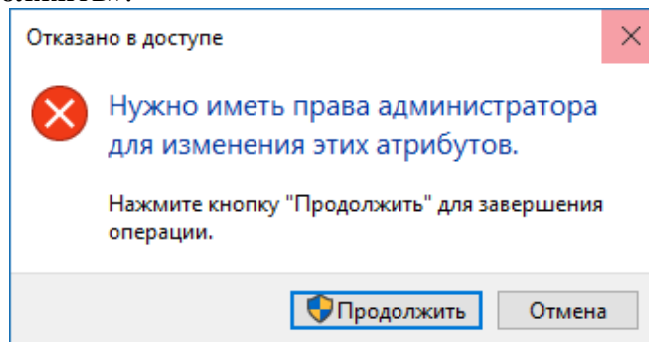 Отказано в доступе
Нужно иметь права администратора
для изменения этих атрибутов.
Нажмите кнопку "Продолжить" для завершения
операции.
Продолжить Отмена